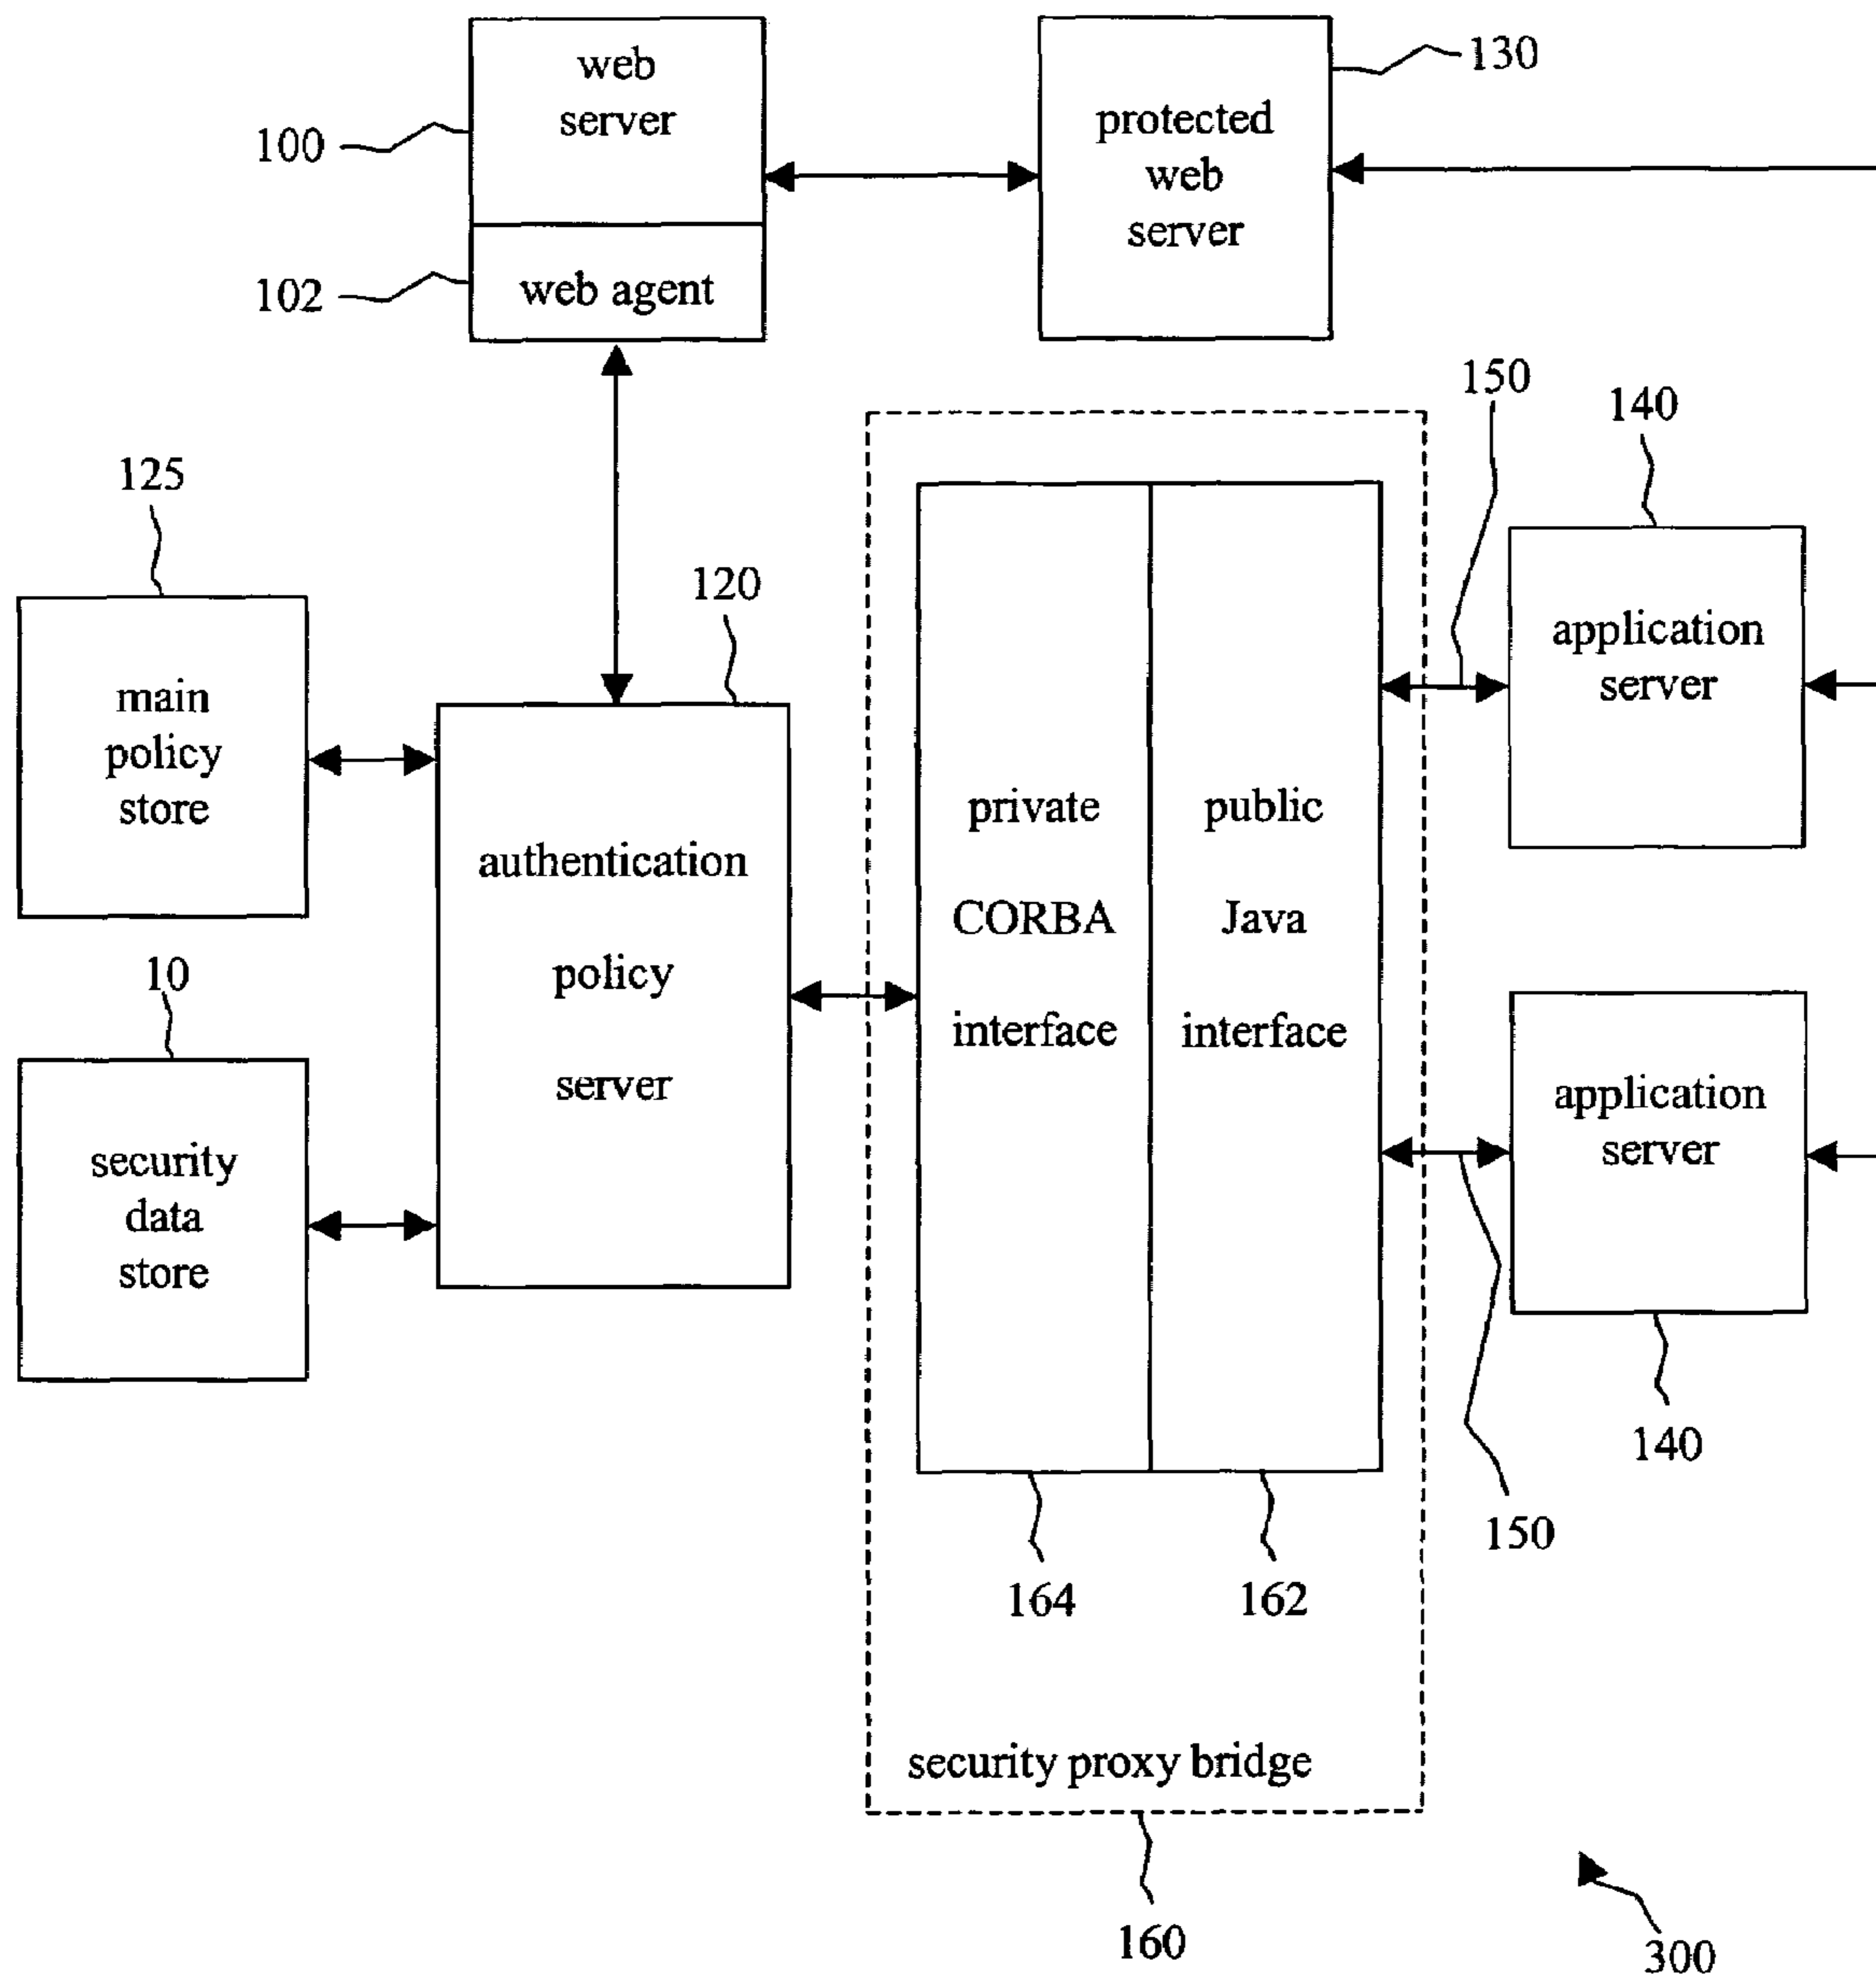 web
server
100
102
web agent
protected
web
server
130
150
140
125
120
main
policy
store
application
server
authentication
policy
server
private
CORBA
interface
public
Java
interface
10
security
data
store
application
server
140
150
164
162
security proxy bridge
160
300